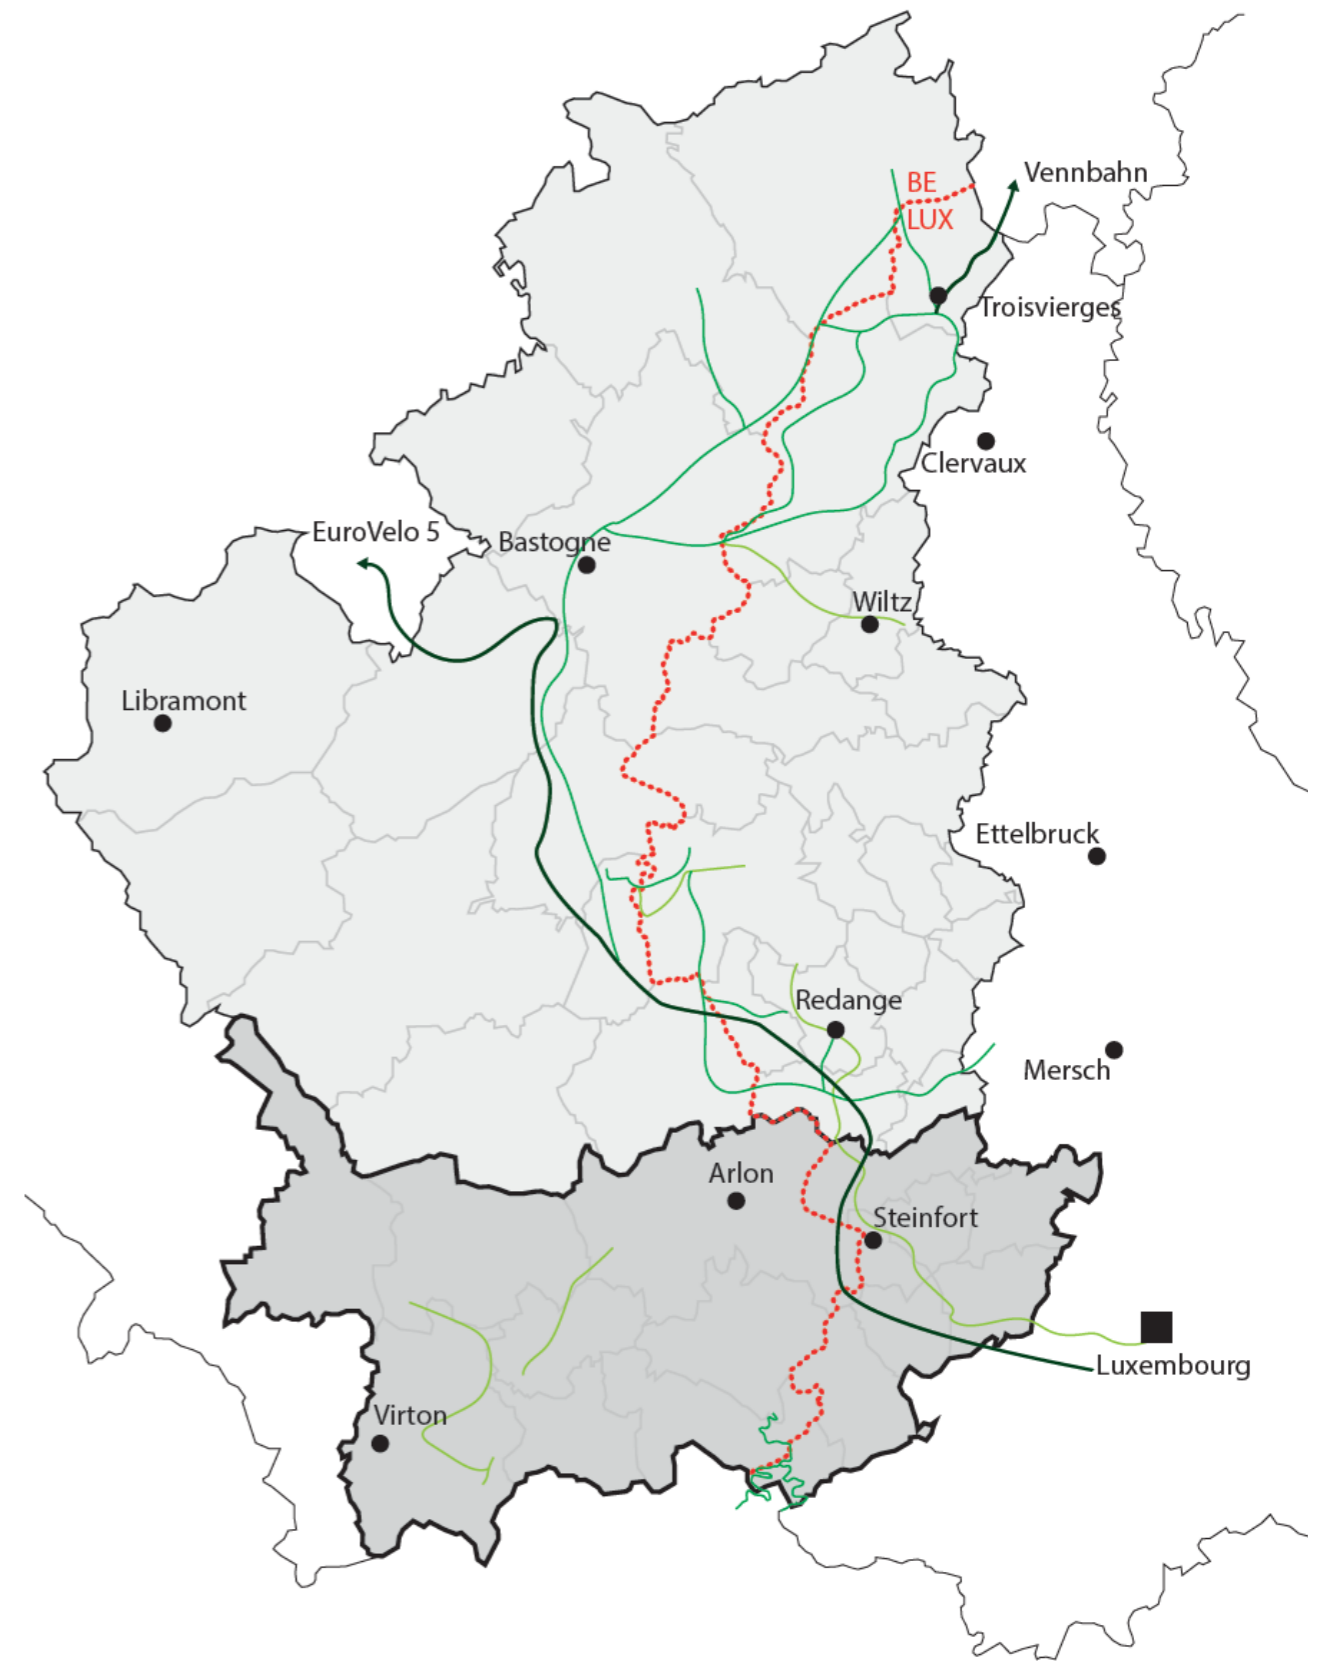 Vennbahn
BE
LUX
Troisvierges
Clervaux
EuroVelo 5
Bastogne
Wiltz
Libramont
Ettelbruck
Redange
Mersch
Arlon
Steinfort
Luxembourg
Virton